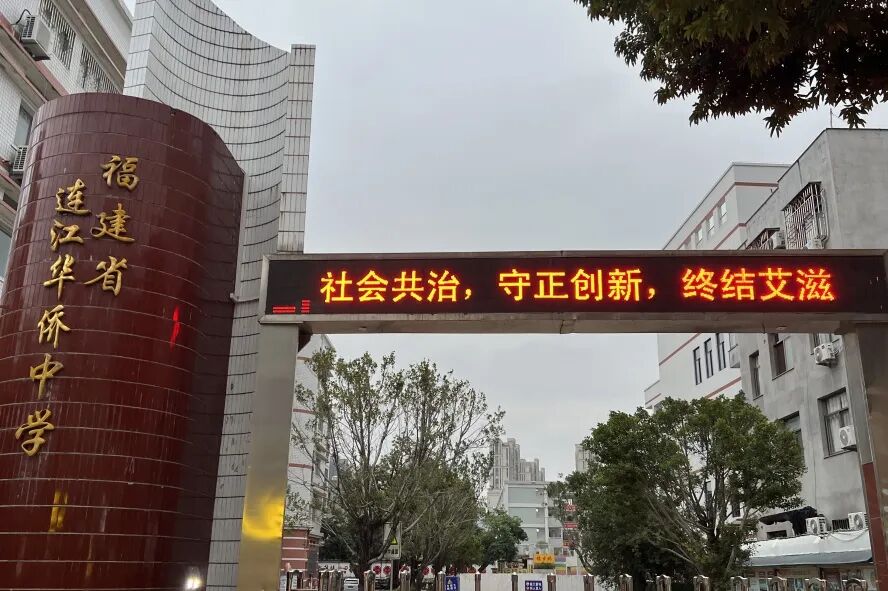 福建省
连江华侨中学
社会共治，守正创新，终结艾滋